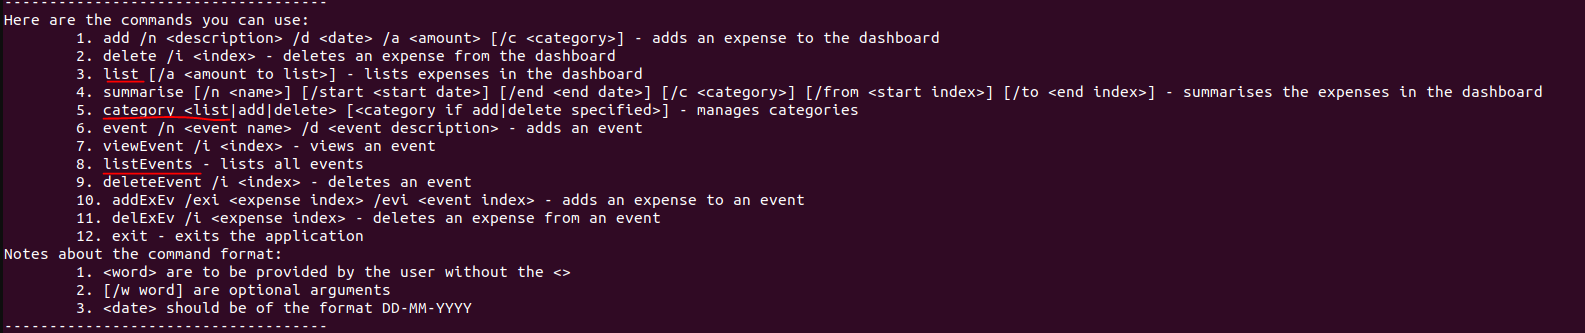 ------------------------------------
Here are the commands you can use:
1. add /n <description> /d <date> /a <amount> [/c <category>] - adds an expense to the dashboard
2. delete /i <index> - deletes an expense from the dashboard
3. list [/a <amount to list>] - lists expenses in the dashboard
4. summarise [/n <name>] [/start <start date>] [/end <end date>] [/c <category>] [/from <start index>] [/to <end index>] - summarises the expenses in the dashboard
5. category <list|add|delete> [<category if add|delete specified>] - manages categories
6. event /n <event name> /d <event description> - adds an event
7. viewEvent /i <index> - views an event
8. listEvents - lists all events
9. deleteEvent /i <index> - deletes an event
10. addExEv /exi <expense index> /evi <event index> - adds an expense to an event
11. delExEv /i <expense index> - deletes an expense from an event
12. exit - exits the application
Notes about the command format:
1. <word> are to be provided by the user without the <>
2. [/w word] are optional arguments
3. <date> should be of the format DD-MM-YYYY
------------------------------------